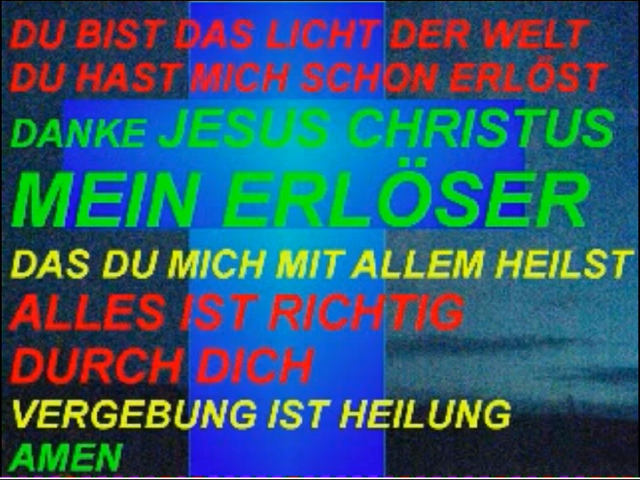 DU BIST DAS LICHT DER WELT
DU HAST MICH SCHON ERLÖST
DANKE JESUS CHRISTUS
MEIN ERLÖSER
DAS DU MICH MIT ALLEM HEILST
ALLES IST RICHTIG
DURCH DICH
VERGEBUNG IST HEILUNG
AMEN